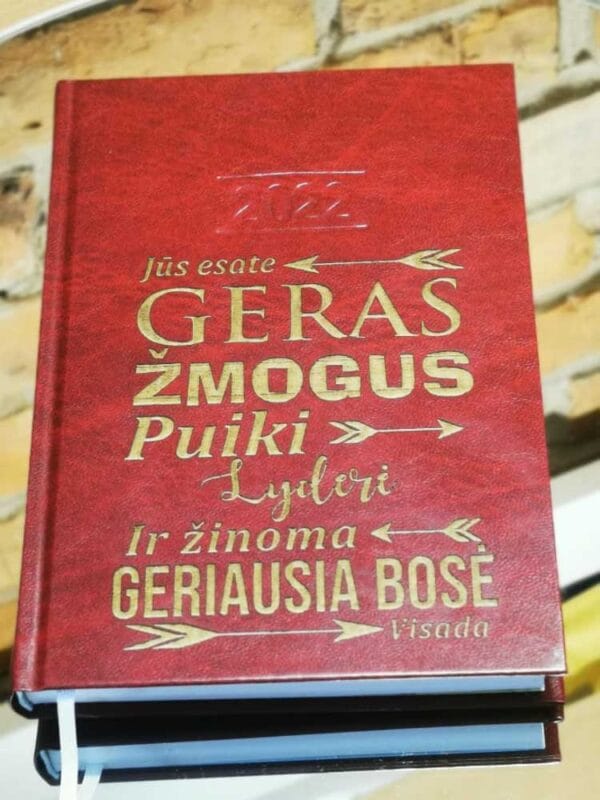 2022
Jūs esate
GERAS
ŽMOGUS
Puiki
Lyderė
Ir žinoma
GERIAUSIA BOSĖ
Visada